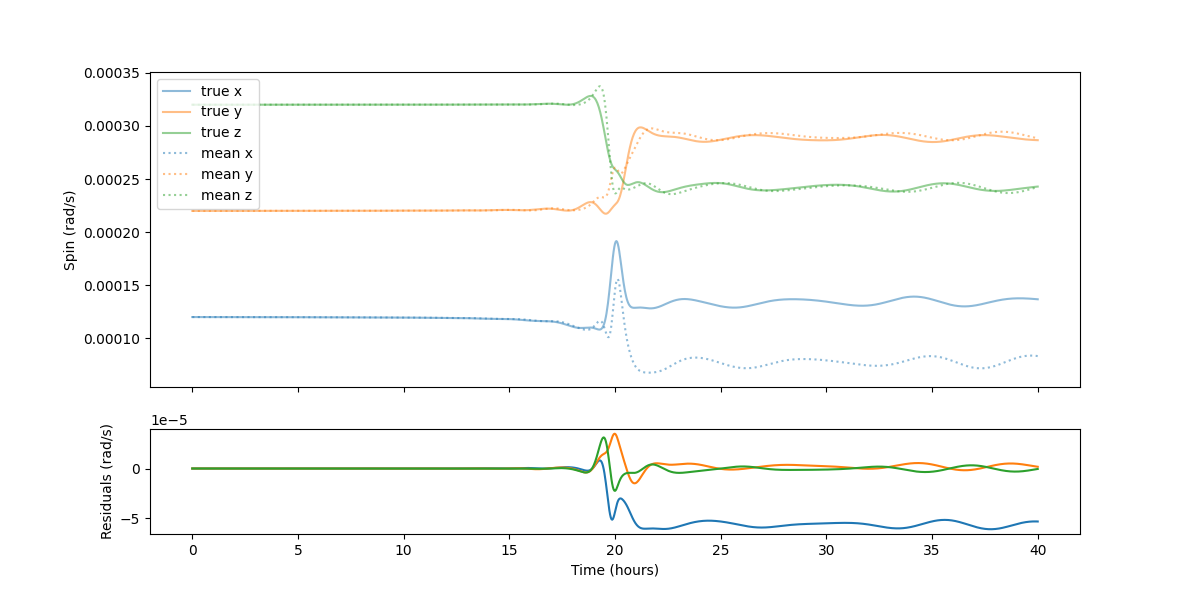 0.00035
0.00030
0.00025
0.00020
0.00015
0.00010
Spin (rad/s)
true x
true y
true z
mean x
mean y
mean z
1e−5
0
−5
Residuals (rad/s)
0 5 10 15 20 25 30 35 40
Time (hours)